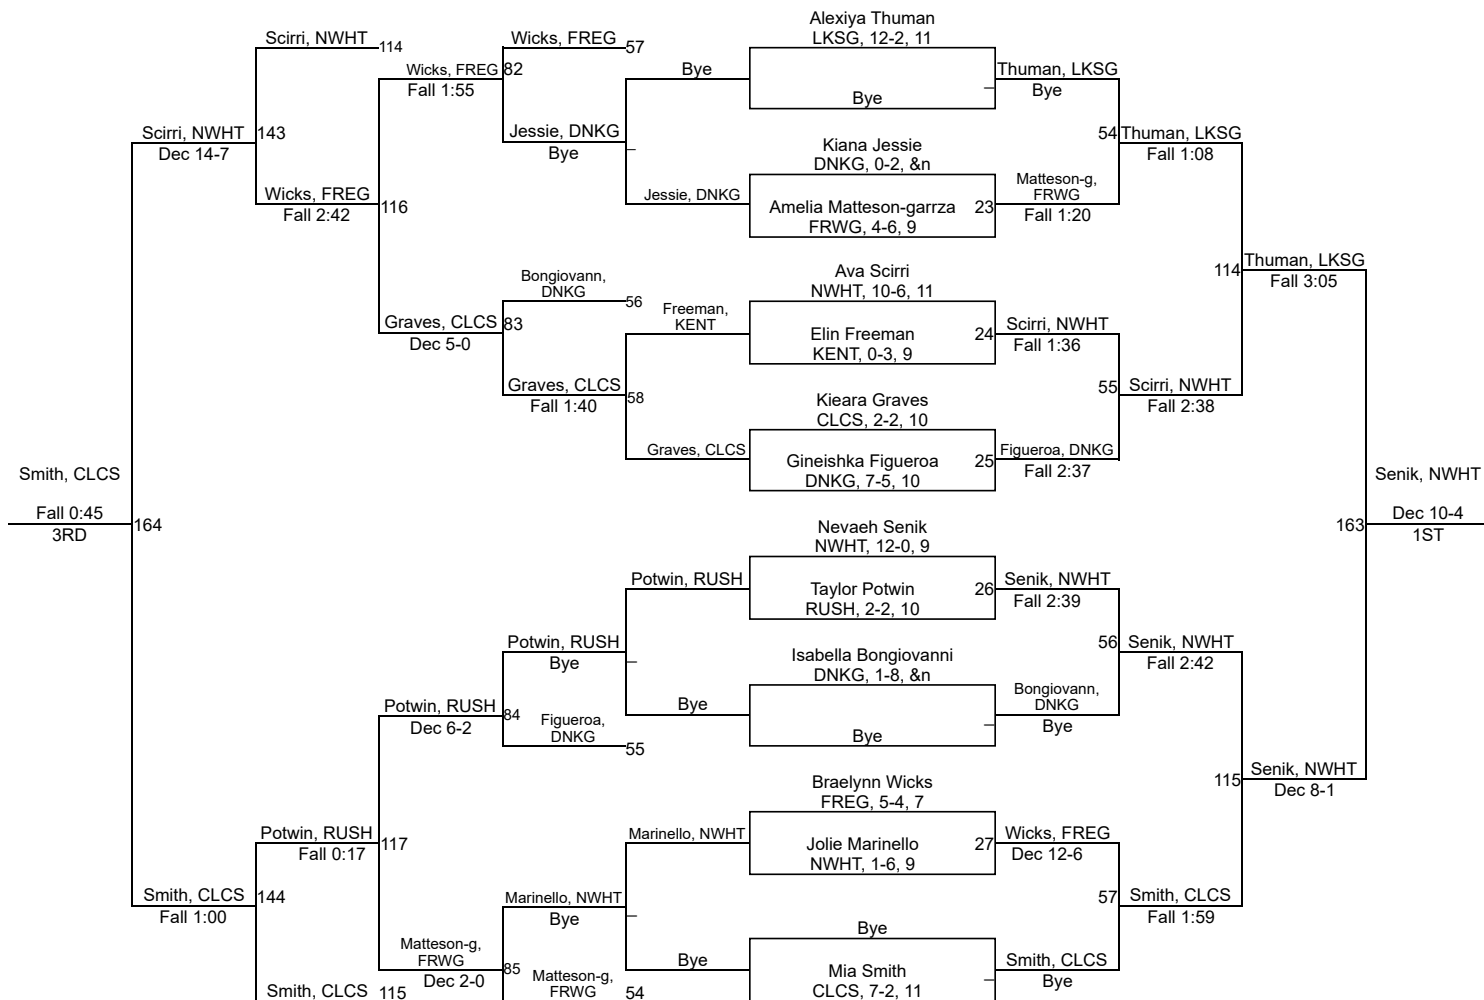 Alexiya Thuman
LKSG, 12-2, 11
Scirri, NWHT 114
Wicks, FREG 57
Wicks, FREG 82
Fall 1:55
Bye
Thuman, LKSG
Bye
Bye
Scirri, NWHT 143
Dec 14-7
Jessie, DNKG
Bye
54 Thuman, LKSG
Fall 1:08
Kiana Jessie
DNKG, 0-2, &n
Wicks, FREG
Fall 2:42
116
Jessie, DNKG
Amelia Matteson-garrza 23
FRWG, 4-6, 9
Matteson-g,
FRWG
Fall 1:20
Ava Scirri
NWHT, 10-6, 11
114 Thuman, LKSG
Fall 3:05
Bongiovann,
DNKG
56
Freeman,
KENT
Graves, CLCS 83
Dec 5-0
Elin Freeman 24
KENT, 0-3, 9
Scirri, NWHT
Fall 1:36
Graves, CLCS
Fall 1:40
58
55 Scirri, NWHT
Fall 2:38
Kieara Graves
CLCS, 2-2, 10
Graves, CLCS
Gineishka Figueroa 25
DNKG, 7-5, 10
Figueroa, DNKG
Fall 2:37
Smith, CLCS
Fall 0:45
3RD
164
Senik, NWHT
163 Dec 10-4
1ST
Nevaeh Senik
NWHT, 12-0, 9
Potwin, RUSH
Taylor Potwin 26
RUSH, 2-2, 10
Senik, NWHT
Fall 2:39
Potwin, RUSH
Bye
56 Senik, NWHT
Fall 2:42
Isabella Bongiovanni
DNKG, 1-8, &n
Bye
Bye
Bongiovann,
DNKG
Bye
Potwin, RUSH
Dec 6-2
84
Figueroa,
DNKG
55
115 Senik, NWHT
Dec 8-1
Braelynn Wicks
FREG, 5-4, 7
Potwin, RUSH
Fall 0:17
117
Marinello, NWHT
Jolie Marinello 27
NWHT, 1-6, 9
Wicks, FREG
Dec 12-6
Smith, CLCS 144
Fall 1:00
Marinello, NWHT
Bye
57 Smith, CLCS
Fall 1:59
Bye
Matteson-g,
FRWG
Dec 2-0
85
Bye
Mia Smith
CLCS, 7-2, 11
Smith, CLCS
Bye
Smith, CLCS 115
Matteson-g,
FRWG
54